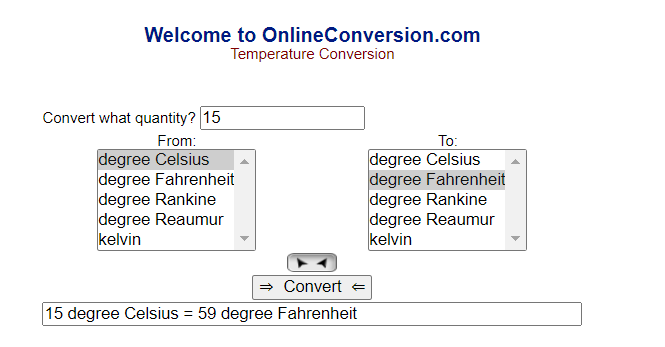 Welcome to OnlineConversion.com
Temperature Conversion
Convert what quantity? 15
From: To:
degree Celsius degree Celsius
degree Fahrenheit degree Fahrenheit
degree Rankine degree Rankine
degree Reaumur degree Reaumur
kelvin kelvin
⇒ Convert ⇐
15 degree Celsius = 59 degree Fahrenheit